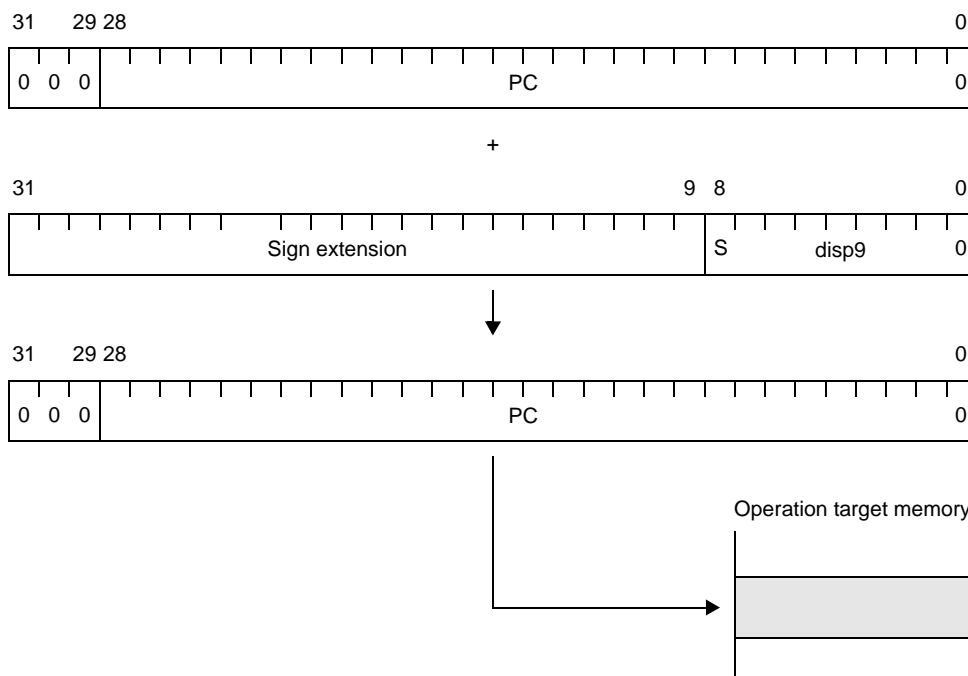 31 29 28 0
0 0 0 PC 0
+
31 9 8 0
Sign extension S disp9 0
31 29 28 0
0 0 0 PC 0
Operation target memory